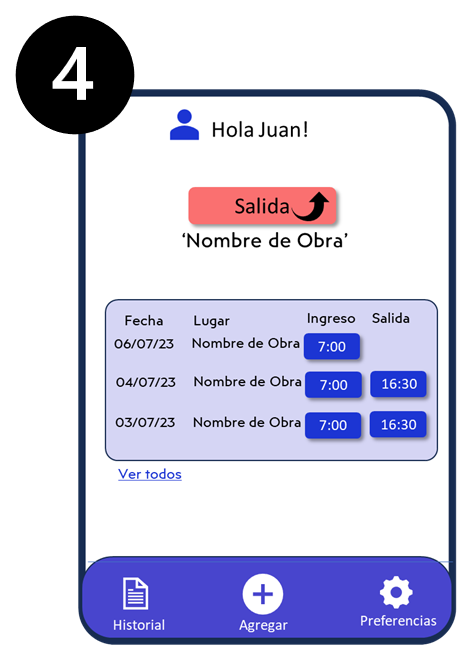 4
Hola Juan!
Salida
‘Nombre de Obra’
Fecha Lugar Ingreso Salida
06/07/23 Nombre de Obra 7:00
04/07/23 Nombre de Obra 7:00 16:30
03/07/23 Nombre de Obra 7:00 16:30
Ver todos
Historial Agregar Preferencias